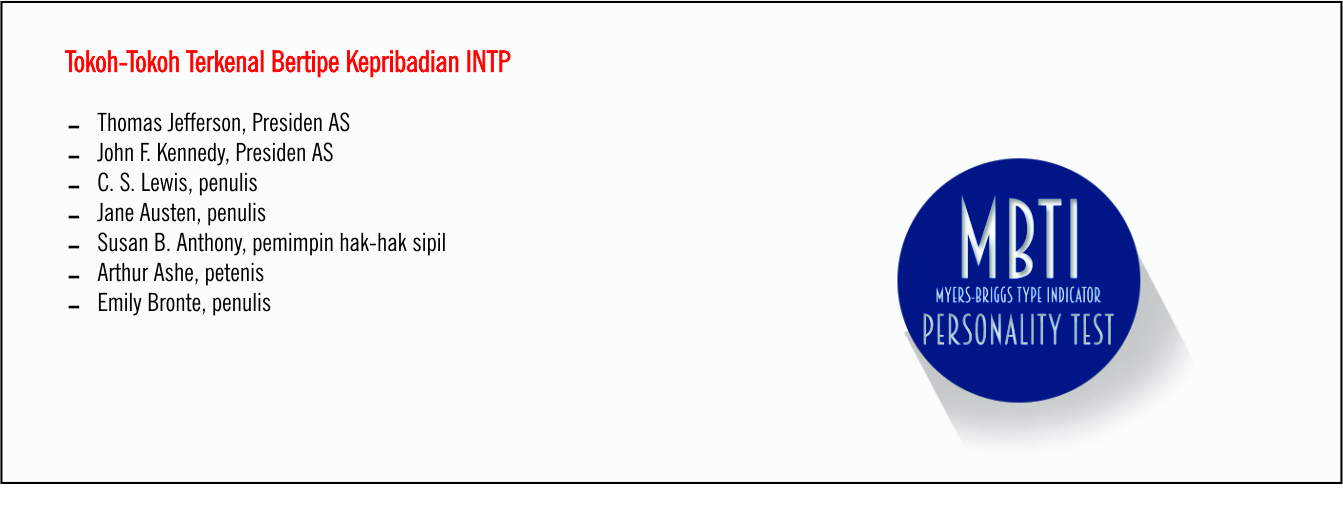 Tokoh-Tokoh Terkenal Bertipe Kepribadian INTP
- Thomas Jefferson, Presiden AS
- John F. Kennedy, Presiden AS
- C. S. Lewis, penulis
- Jane Austen, penulis
- Susan B. Anthony, pemimpin hak-hak sipil
- Arthur Ashe, petenis
- Emily Bronte, penulis
MBTI
MYERS-BRIGGS TYPE INDICATOR
PERSONALITY TEST